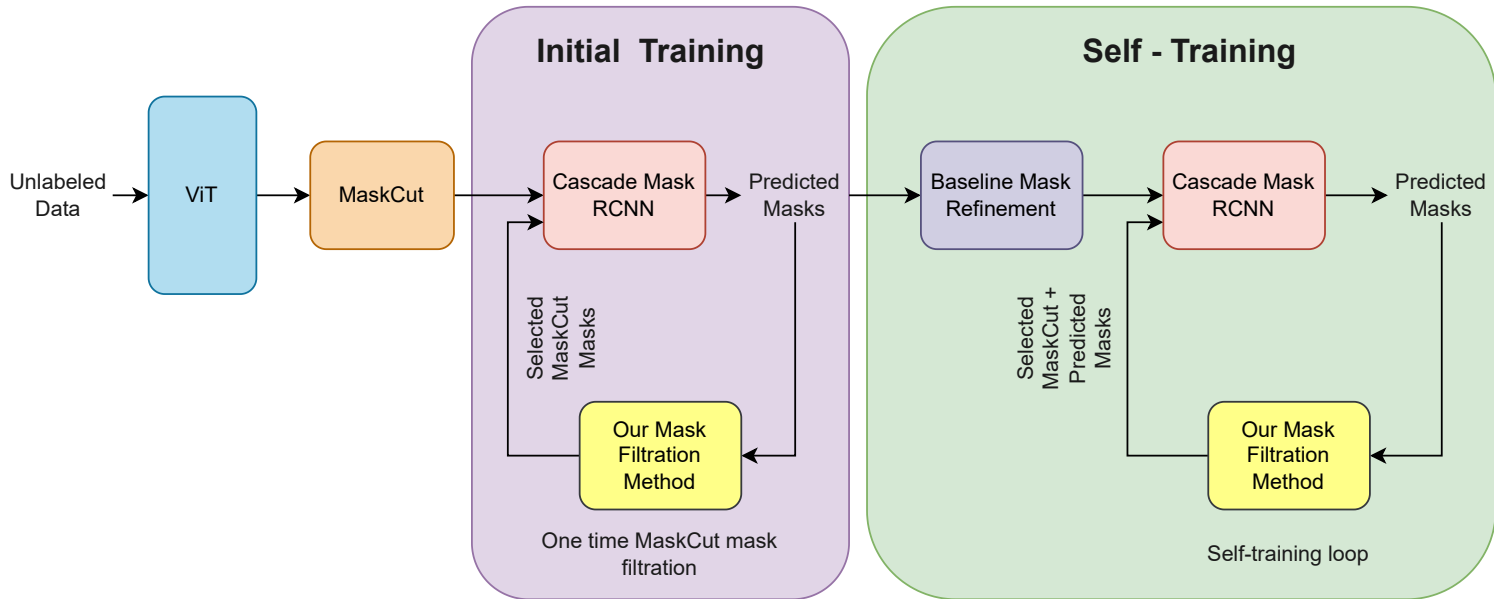 Initial Training
Self - Training
Unlabeled
Data
ViT
MaskCut
Cascade Mask
RCNN
Predicted
Masks
Baseline Mask
Refinement
Cascade Mask
RCNN
Predicted
Masks
Selected
MaskCut
Masks
Selected
MaskCut +
Predicted
Masks
Our Mask
Filtration
Method
Our Mask
Filtration
Method
One time MaskCut mask
filtration
Self-training loop